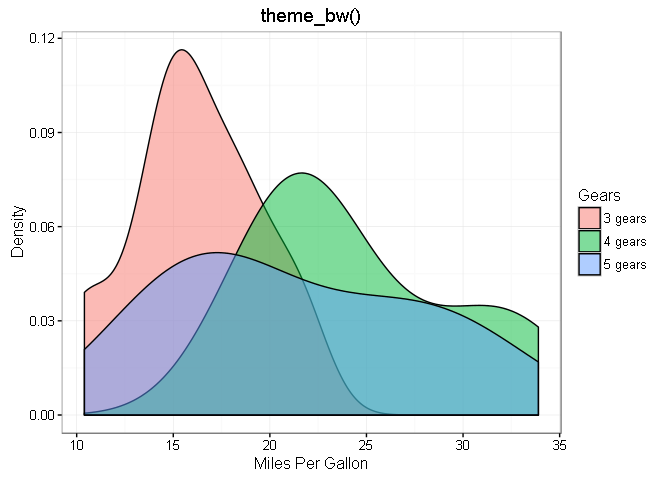 theme_bw()
0.12
0.09
0.06
0.03
0.00
Density
10 15 20 25 30 35
Miles Per Gallon
Gears
3 gears
4 gears
5 gears